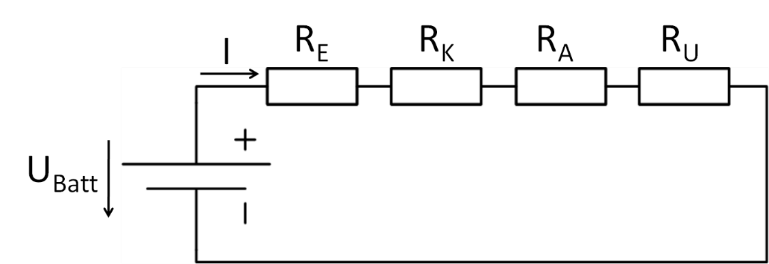 I R_E R_K R_A R_U
+
U_Batt
−